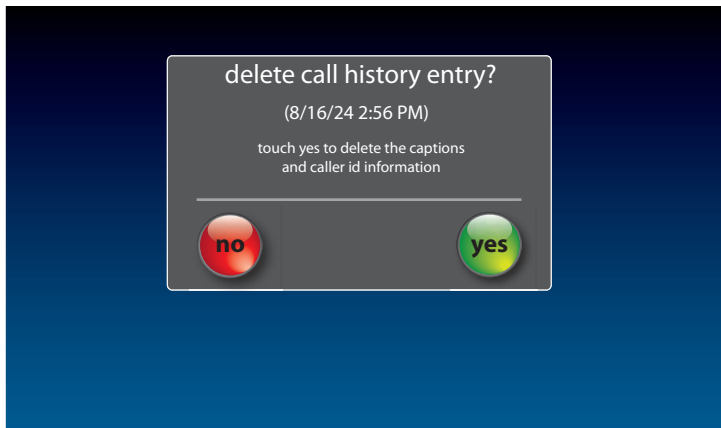 delete call history entry?
(8/16/24 2:56 PM)
touch yes to delete the captions
and caller id information
no
yes